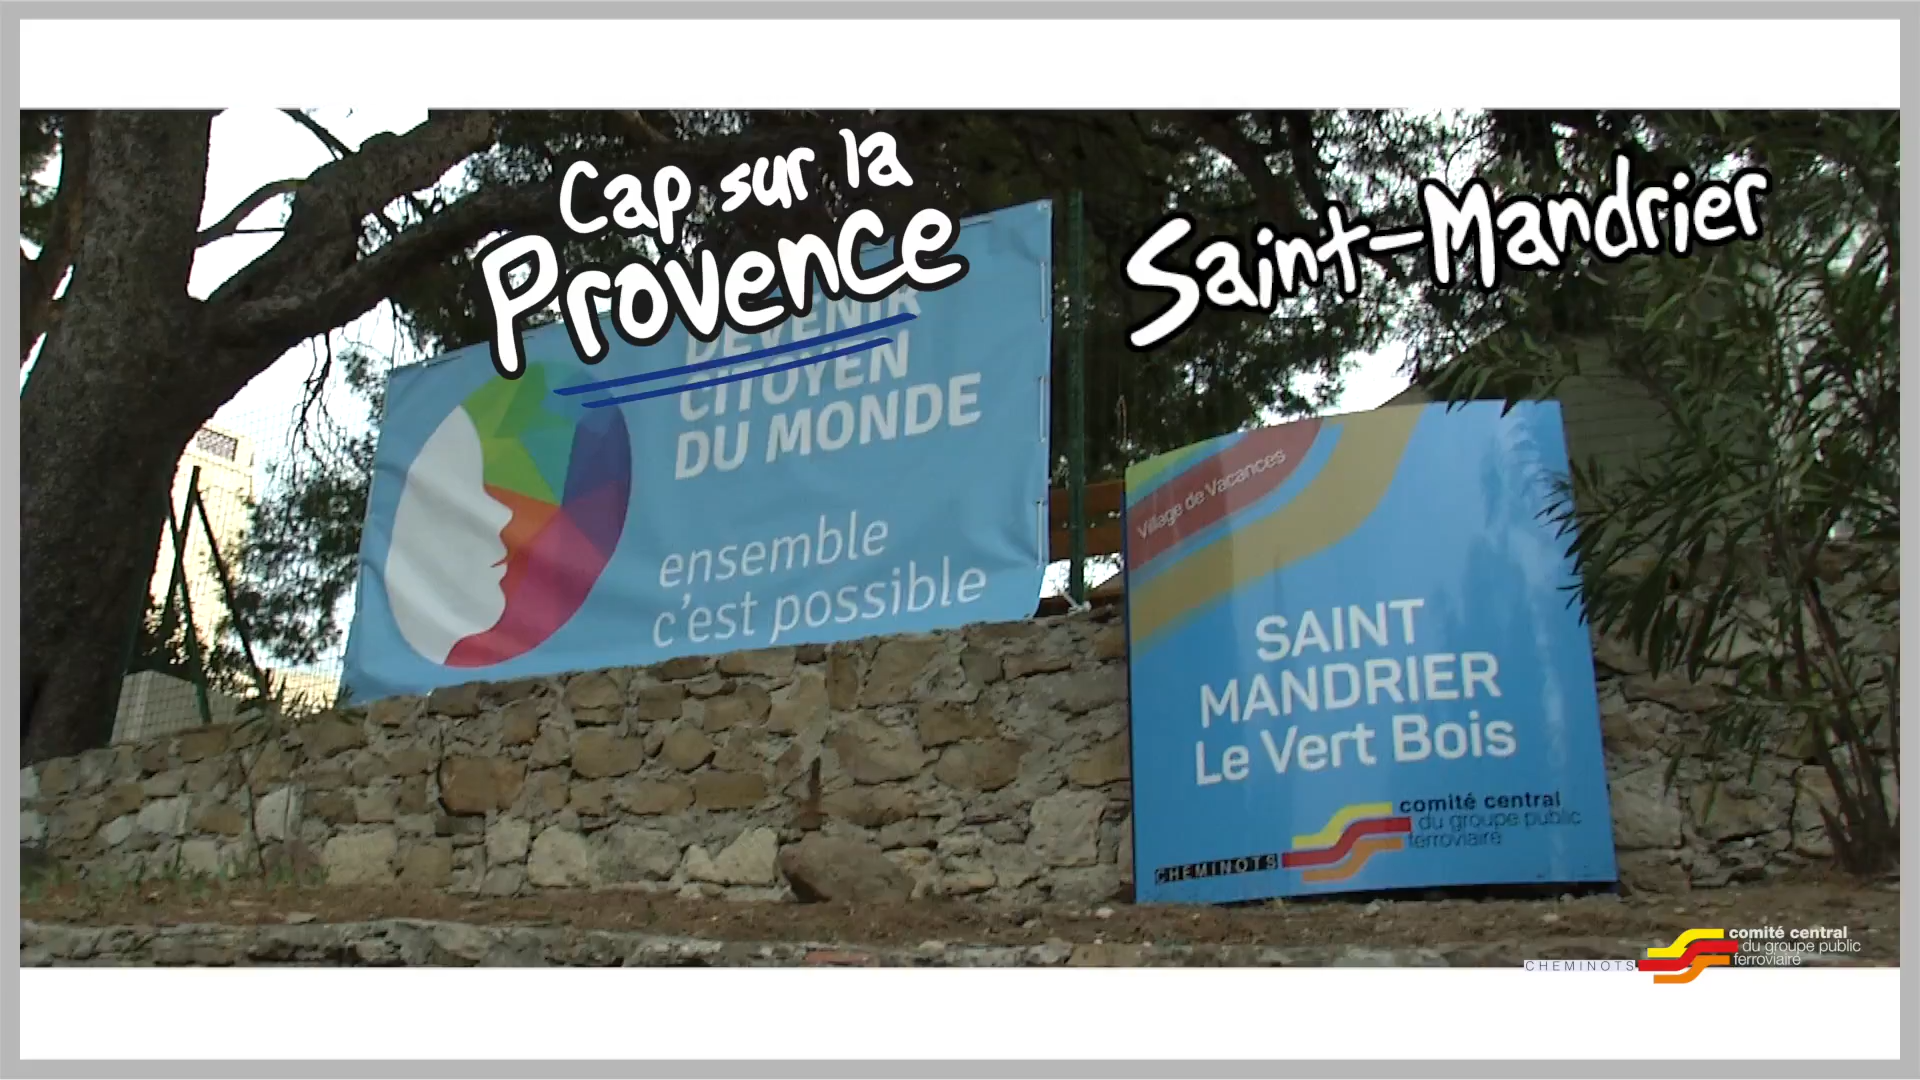 Cap sur la
Provence
Saint-Mandrier
DEVENIR
CITOYEN
DU MONDE
ensemble
c'est possible
Village de Vacances
SAINT
MANDRIER
Le Vert Bois
comité central
du groupe public
ferroviaire
CHEMINOTS
comité central
du groupe public
ferroviaire
CHEMINOTS